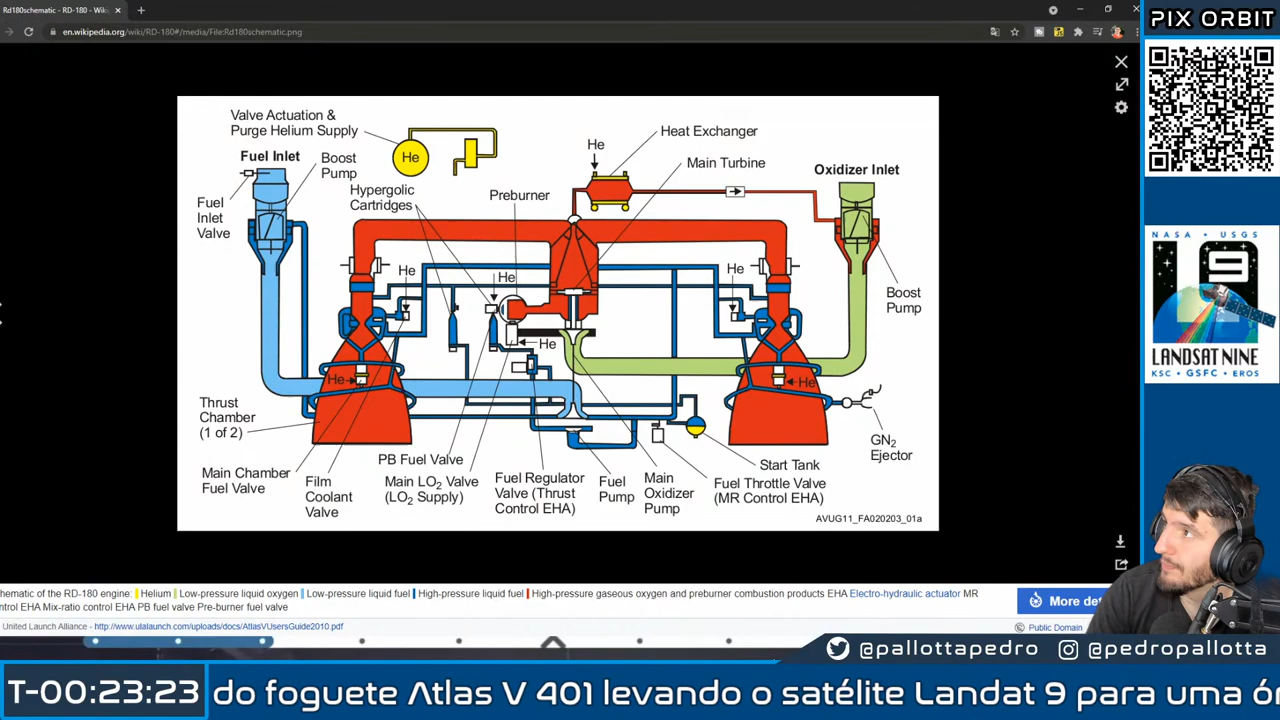 Rd180schematic - RD-180 - Wiki
en.wikipedia.org/wiki/RD-180#/media/File:Rd180schematic.png
PIX ORBIT
Valve Actuation &
Purge Helium Supply
He
Fuel Inlet
Boost
Pump
Hypergolic
Cartridges
Fuel
Inlet
Valve
Preburner
He
Heat Exchanger
Main Turbine
Oxidizer Inlet
Boost
Pump
He
He
He
He
He
He
Thrust
Chamber
(1 of 2)
Main Chamber
Fuel Valve
Film
Coolant
Valve
PB Fuel Valve
Main LO2 Valve
(LO2 Supply)
Fuel Regulator
Valve (Thrust
Control EHA)
Fuel
Pump
Main
Oxidizer
Pump
Start Tank
Fuel Throttle Valve
(MR Control EHA)
GN2
Ejector
AVUG11_FA020203_01a
NASA · USGS
L9
LANDSAT NINE
KSC · GSFC · EROS
hematic of the RD-180 engine: Helium Low-pressure liquid oxygen Low-pressure liquid fuel High-pressure liquid fuel High-pressure gaseous oxygen and preburner combustion products EHA Electro-hydraulic actuator MR
ntrol EHA Mix-ratio control EHA PB fuel valve Pre-burner fuel valve
More det
United Launch Alliance - http://www.ulalaunch.com/uploads/docs/AtlasVUsersGuide2010.pdf
Public Domain
@pallottapedro @pedropallotta
T-00:23:23 do foguete Atlas V 401 levando o satélite Landat 9 para uma ór